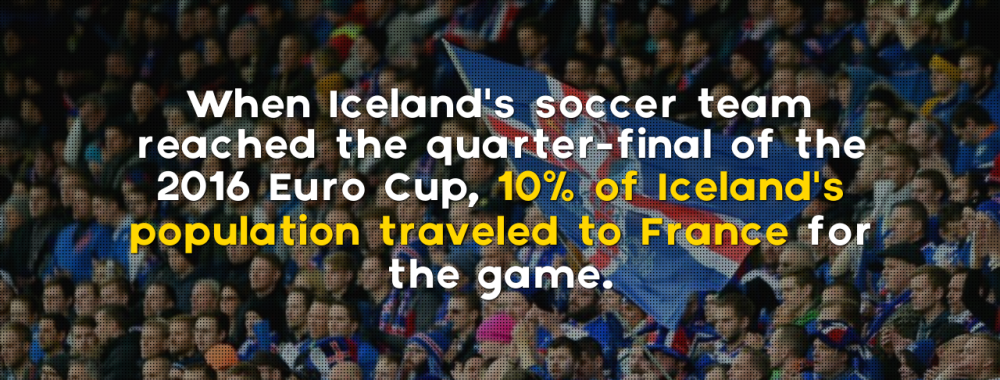 When Iceland's soccer team
reached the quarter-final of the
2016 Euro Cup, 10% of Iceland's
population traveled to France for
the game.